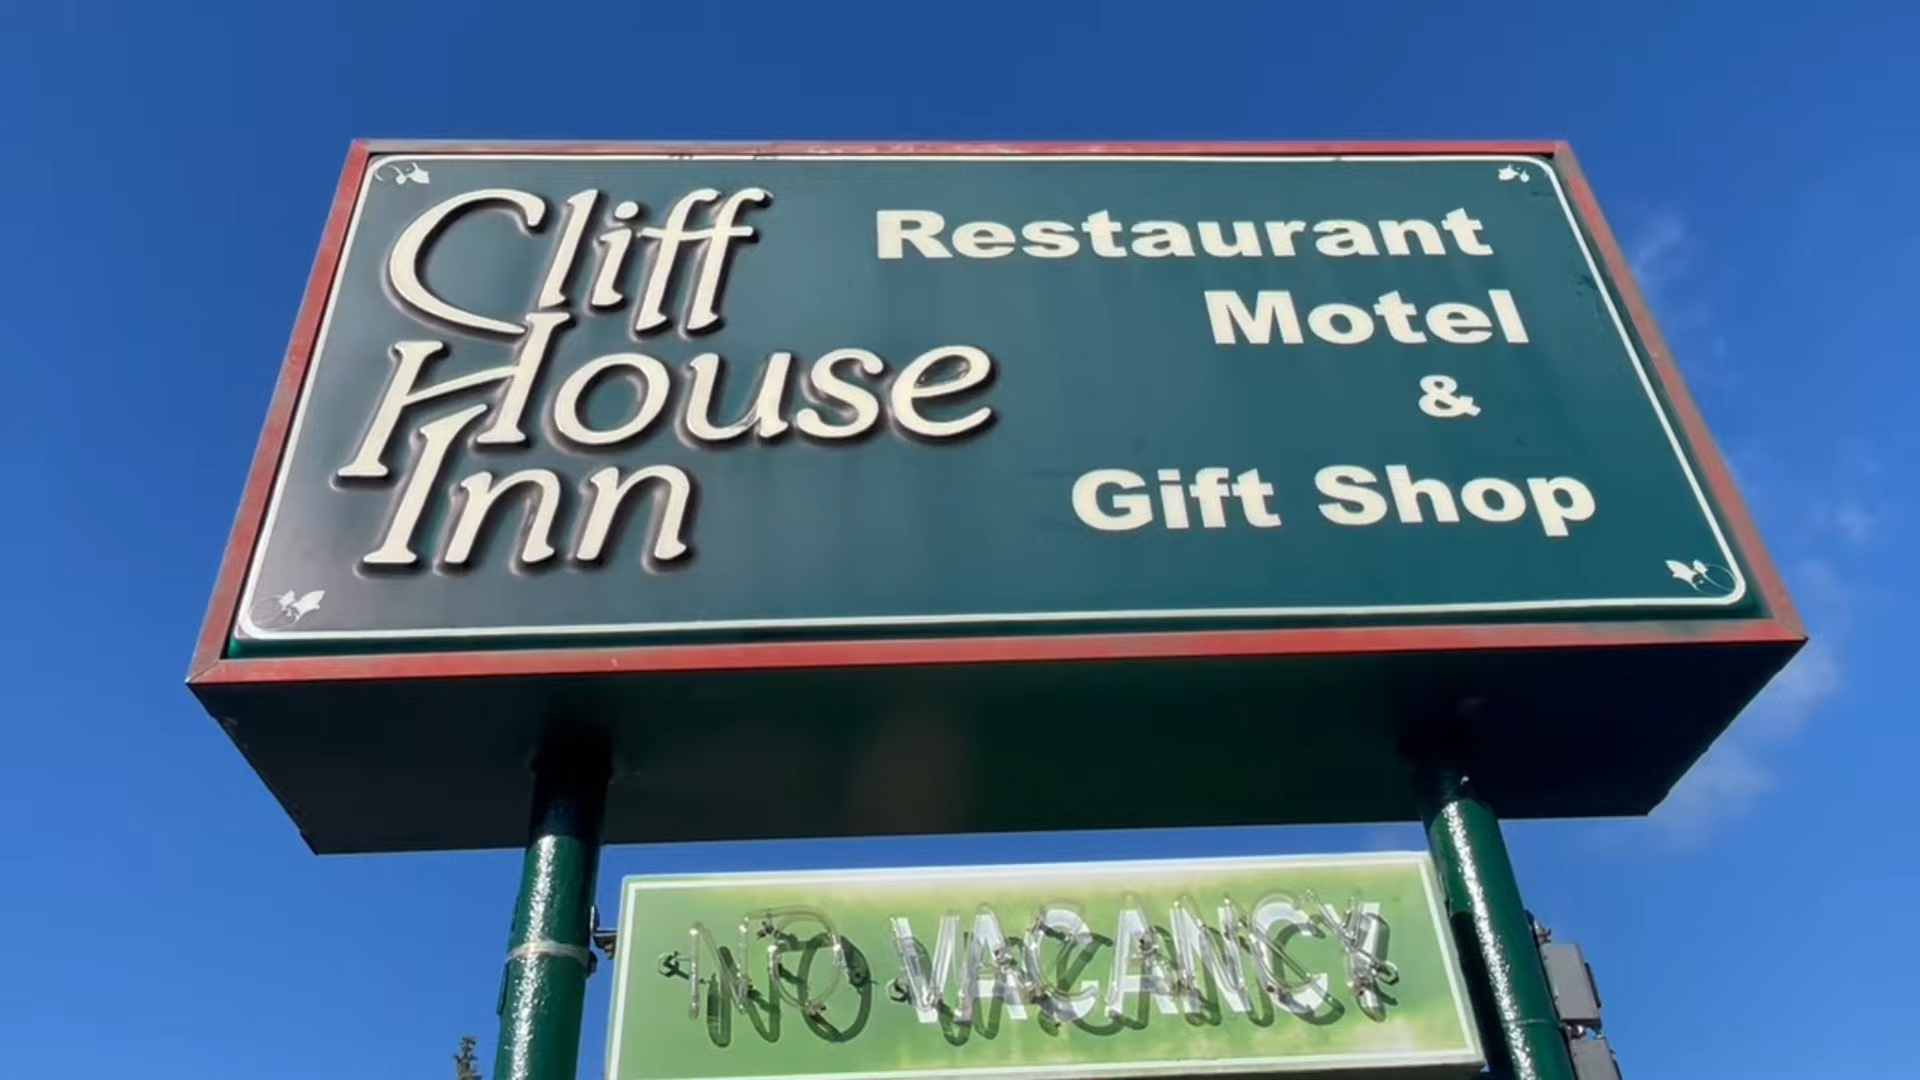 Cliff
House
Inn
Restaurant
Motel
&
Gift Shop
NO VACANCY